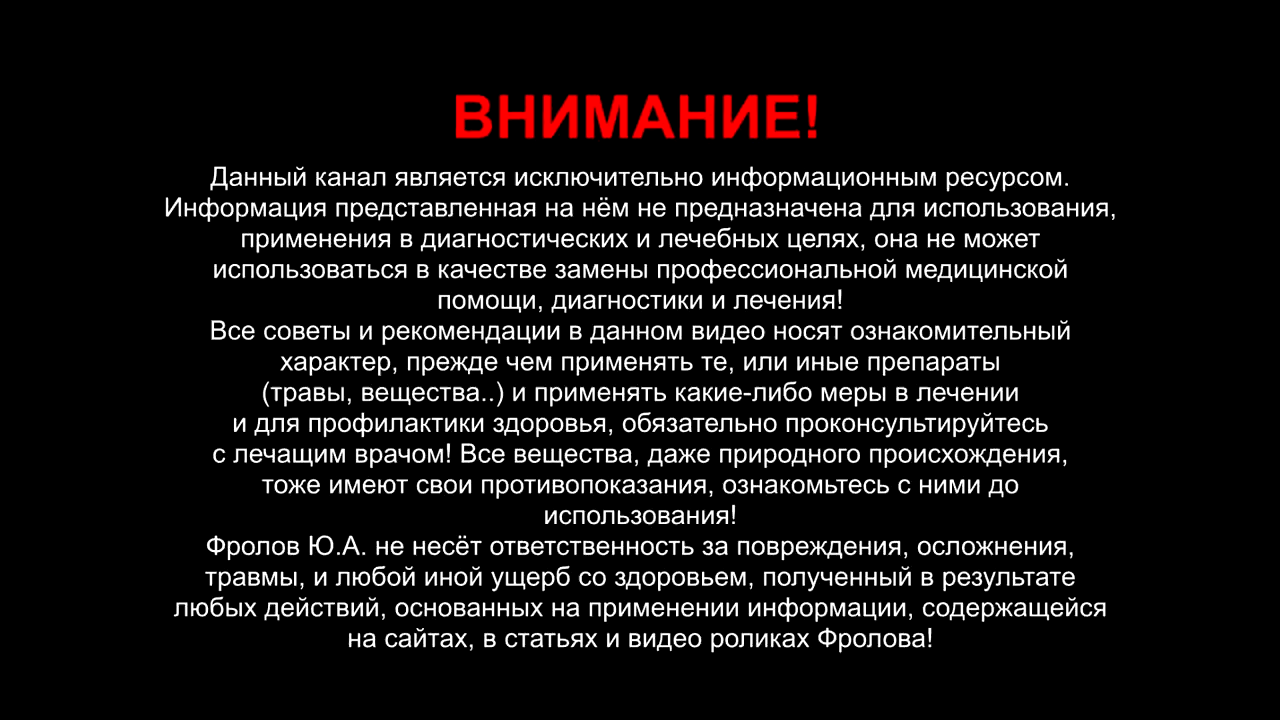 ВНИМАНИЕ!
Данный канал является исключительно информационным ресурсом.
Информация представленная на нём не предназначена для использования,
применения в диагностических и лечебных целях, она не может
использоваться в качестве замены профессиональной медицинской
помощи, диагностики и лечения!
Все советы и рекомендации в данном видео носят ознакомительный
характер, прежде чем применять те, или иные препараты
(травы, вещества..) и применять какие-либо меры в лечении
и для профилактики здоровья, обязательно проконсультируйтесь
с лечащим врачом! Все вещества, даже природного происхождения,
тоже имеют свои противопоказания, ознакомьтесь с ними до
использования!
Фролов Ю.А. не несёт ответственность за повреждения, осложнения,
травмы, и любой иной ущерб со здоровьем, полученный в результате
любых действий, основанных на применении информации, содержащейся
на сайтах, в статьях и видео роликах Фролова!